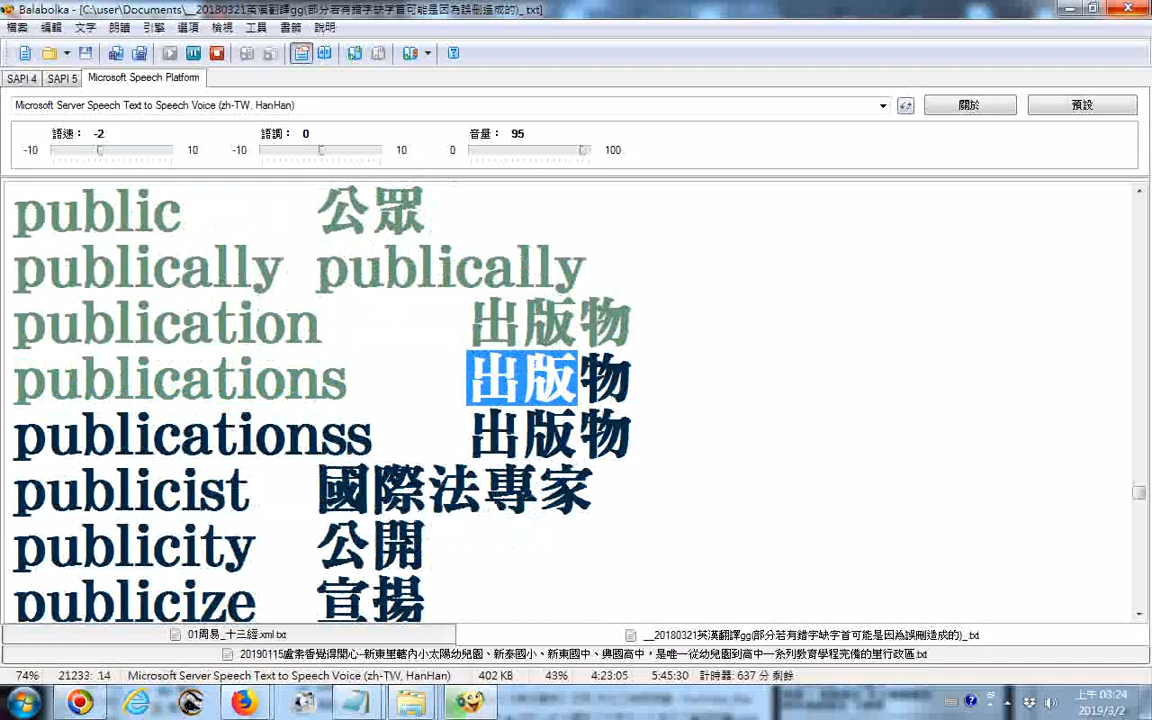 Balabolka - [C:\user\Documents\__20180321英漢翻譯gg(部分若有錯字缺字首可能是因為誤刪造成的)_.txt]
檔案 編輯 文字 朗讀 引擎 選項 檢視 工具 書籤 說明
SAPI 4 SAPI 5 Microsoft Speech Platform
Microsoft Server Speech Text to Speech Voice (zh-TW, HanHan) 關於 預設
語速： -2 語調： 0 音量： 95
-10 10 -10 10 0 100
public 公眾
publically publically
publication 出版物
publications 出版物
publicationss 出版物
publicist 國際法專家
publicity 公開
publicize 宣揚
01周易_十三經.xml.txt __20180321英漢翻譯gg(部分若有錯字缺字首可能是因為誤刪造成的)_.txt
20190115盧素香覺得開心-新東里轄內小太陽幼兒園、新泰國小、新東國中、興國高中，是唯一從幼兒園到高中一系列教育學程完備的里行政區.txt
74% 21233: 14 Microsoft Server Speech Text to Speech Voice (zh-TW, HanHan) 402 KB 43% 4:23:05 5:45:30 計時器: 637 分 剩餘
上午 03:24
2019/3/2